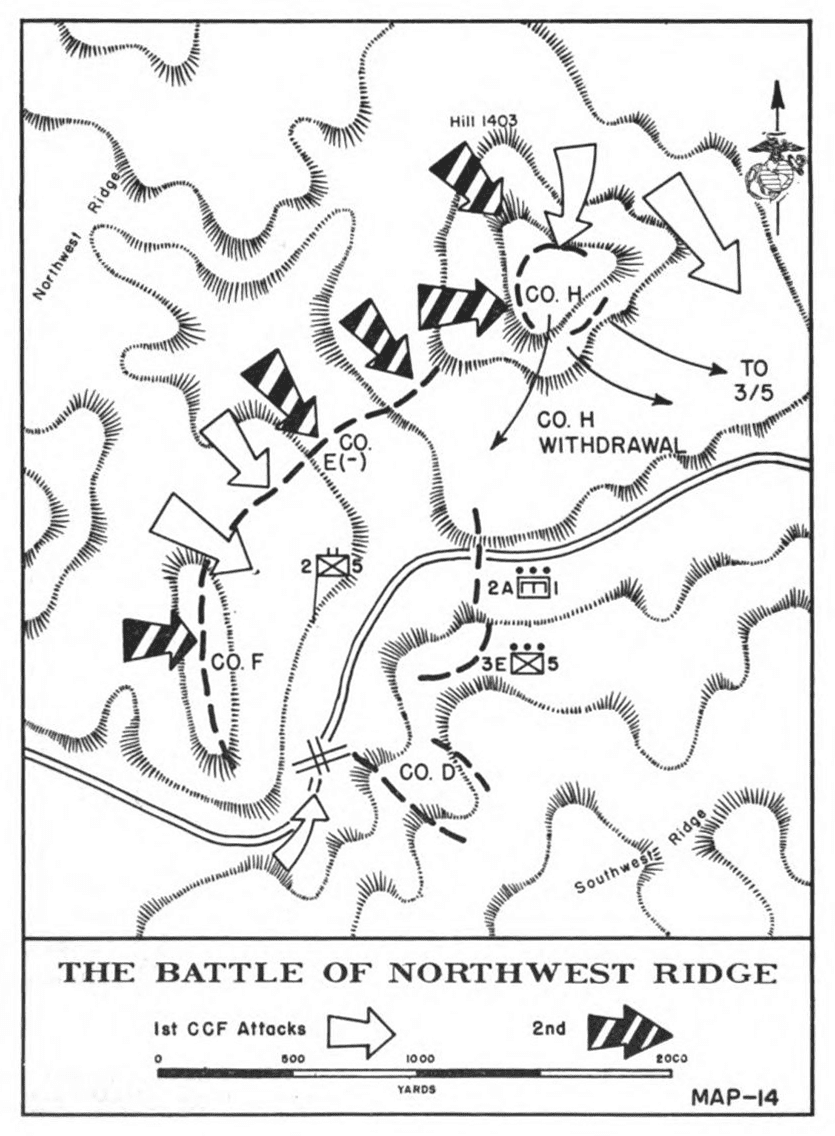 Hill 1403
Northwest Ridge
CO. H
TO
3/5
CO. H
WITHDRAWAL
CO.
E(-)
2 5
2A 1
CO. F
3E 5
CO. D
Southwest Ridge
THE BATTLE OF NORTHWEST RIDGE
1st CCF Attacks 2nd
0 500 1000 2000
YARDS
MAP-14